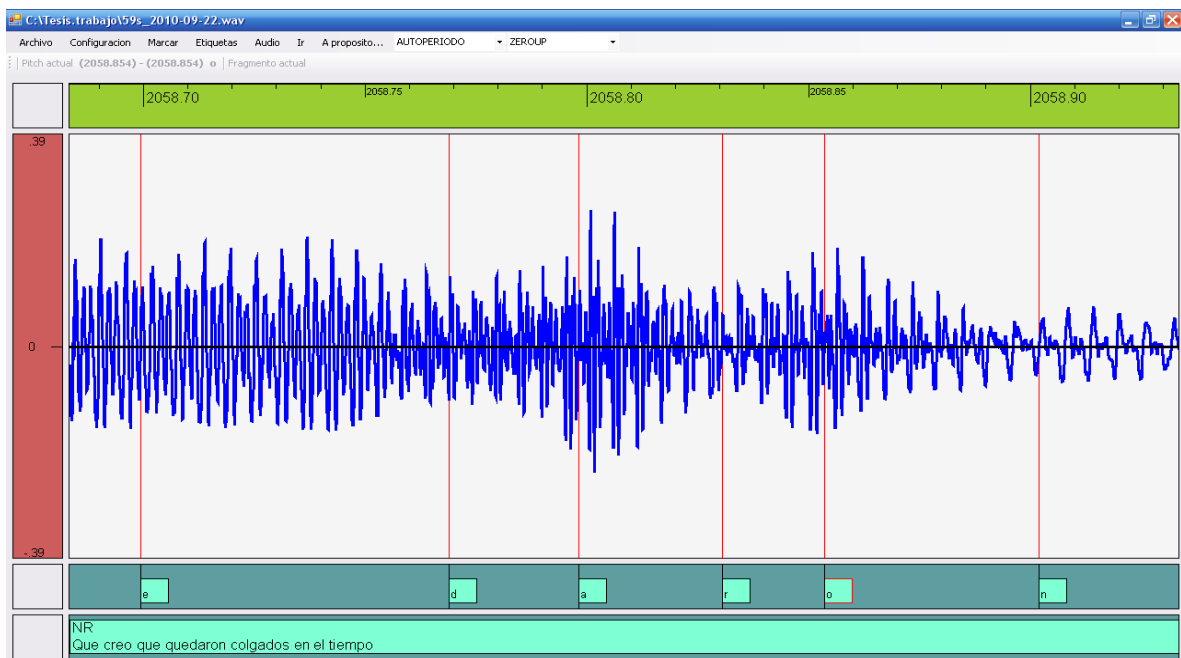 C:\Tesis.trabajo\59s_2010-09-22.wav
Archivo Configuracion Marcar Etiquetas Audio Ir A proposito... AUTOPERIODO ZEROUP
Pitch actual (2058.854) - (2058.854) o Fragmento actual
2058.70 2058.75 2058.80 2058.85 2058.90
.39
0
-.39
e d a r o n
NR
Que creo que quedaron colgados en el tiempo